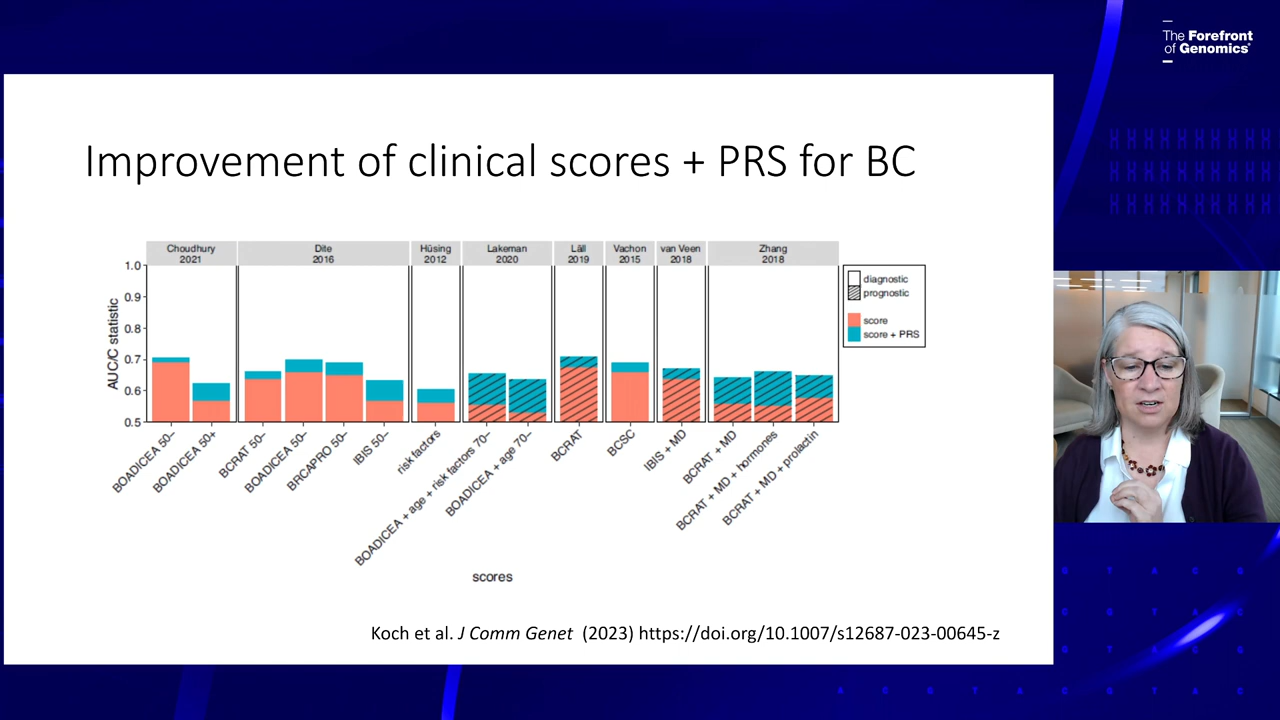 The Forefront
of Genomics®
Improvement of clinical scores + PRS for BC
Choudhury
2021
Dite
2016
Hüsing
2012
Lakeman
2020
Läll
2019
Vachon
2015
van Veen
2018
Zhang
2018
1.0
0.9
0.8
0.7
0.6
0.5
AUC/C statistic
diagnostic
prognostic
score
score + PRS
BOADICEA 50–
BOADICEA 50+
BCRAT 50–
BOADICEA 50–
BRCAPRO 50–
IBIS 50–
risk factors
BOADICEA + age + risk factors 70–
BOADICEA + age 70–
BCRAT
BCSC
IBIS + MD
BCRAT + MD
BCRAT + MD + hormones
BCRAT + MD + prolactin
scores
Koch et al. J Comm Genet (2023) https://doi.org/10.1007/s12687-023-00645-z